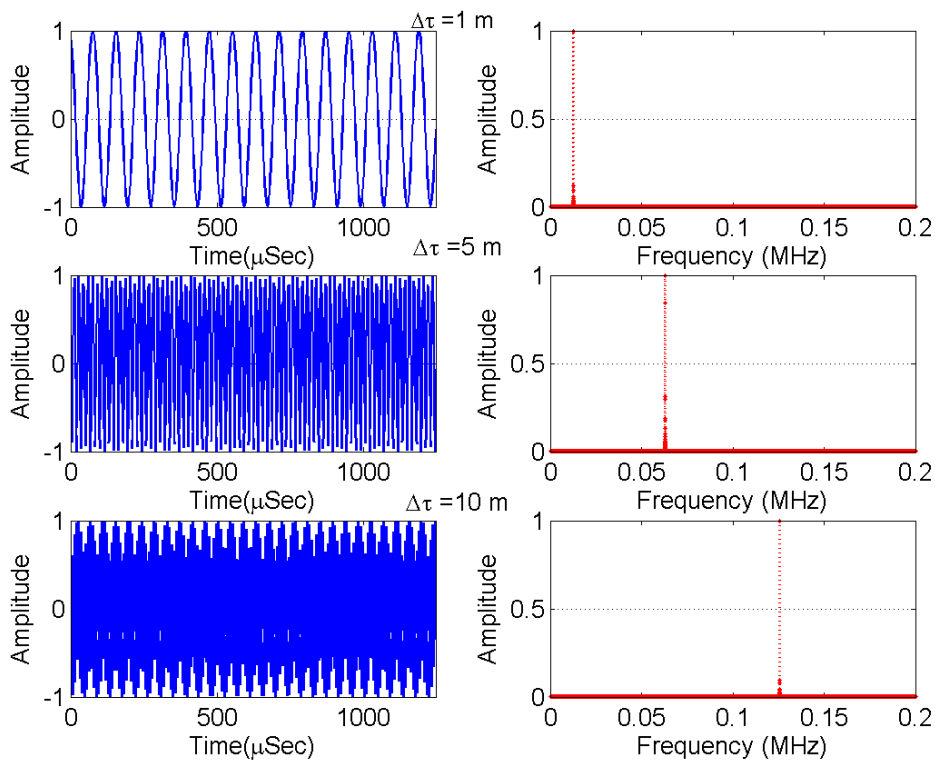 Δτ =1 m
1
0
-1
Amplitude
0 500 1000
Time(μSec)
1
0.5
0
Amplitude
0 0.05 0.1 0.15 0.2
Frequency (MHz)
Δτ =5 m
1
0
-1
Amplitude
0 500 1000
Time(μSec)
1
0.5
0
Amplitude
0 0.05 0.1 0.15 0.2
Frequency (MHz)
Δτ =10 m
1
0
-1
Amplitude
0 500 1000
Time(μSec)
1
0.5
0
Amplitude
0 0.05 0.1 0.15 0.2
Frequency (MHz)